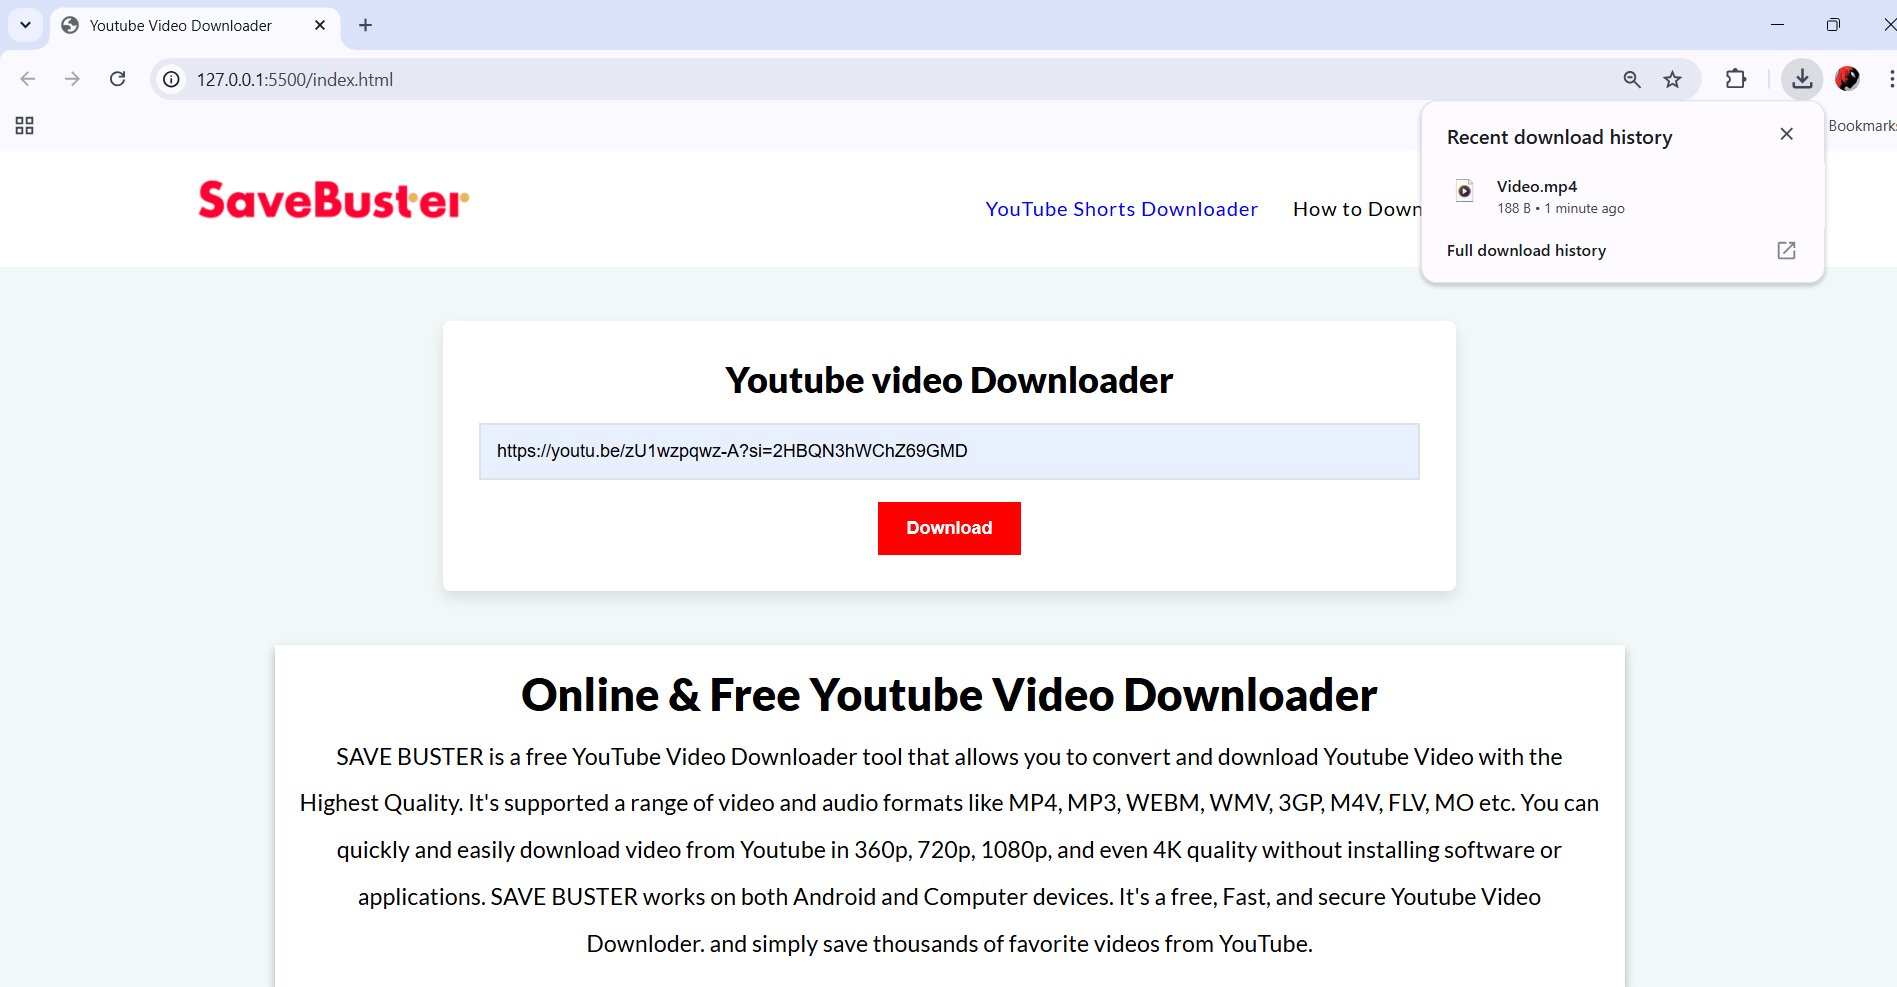 Youtube Video Downloader
127.0.0.1:5500/index.html
Bookmarks
Recent download history
Video.mp4
188 B • 1 minute ago
Full download history
SaveBuster
YouTube Shorts Downloader How to Down
Youtube video Downloader
https://youtu.be/zU1wzpqwz-A?si=2HBQN3hWChZ69GMD
Download
Online & Free Youtube Video Downloader
SAVE BUSTER is a free YouTube Video Downloader tool that allows you to convert and download Youtube Video with the
Highest Quality. It's supported a range of video and audio formats like MP4, MP3, WEBM, WMV, 3GP, M4V, FLV, MO etc. You can
quickly and easily download video from Youtube in 360p, 720p, 1080p, and even 4K quality without installing software or
applications. SAVE BUSTER works on both Android and Computer devices. It's a free, Fast, and secure Youtube Video
Downloder. and simply save thousands of favorite videos from YouTube.